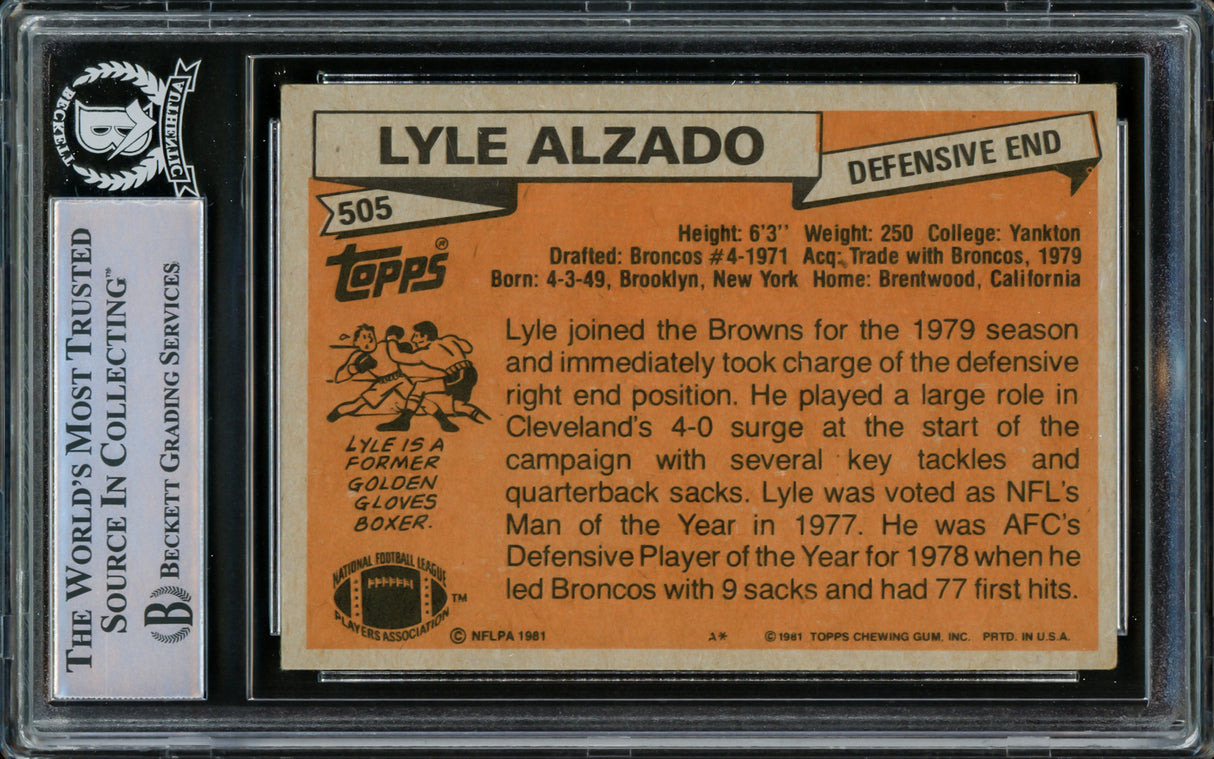 BECKETT
AUTHENTIC
B
THE WORLD'S MOST TRUSTED
SOURCE IN COLLECTING™
B BECKETT GRADING SERVICES
LYLE ALZADO
DEFENSIVE END
505
TOPPS®
Height: 6'3'' Weight: 250 College: Yankton
Drafted: Broncos #4-1971 Acq: Trade with Broncos, 1979
Born: 4-3-49, Brooklyn, New York Home: Brentwood, California
Lyle joined the Browns for the 1979 season
and immediately took charge of the defensive
right end position. He played a large role in
Cleveland's 4-0 surge at the start of the
campaign with several key tackles and
quarterback sacks. Lyle was voted as NFL's
Man of the Year in 1977. He was AFC's
Defensive Player of the Year for 1978 when he
led Broncos with 9 sacks and had 77 first hits.
LYLE IS A
FORMER
GOLDEN
GLOVES
BOXER.
NATIONAL FOOTBALL LEAGUE
PLAYERS ASSOCIATION
TM
© NFLPA 1981
A*
© 1981 TOPPS CHEWING GUM, INC. PRTD. IN U.S.A.